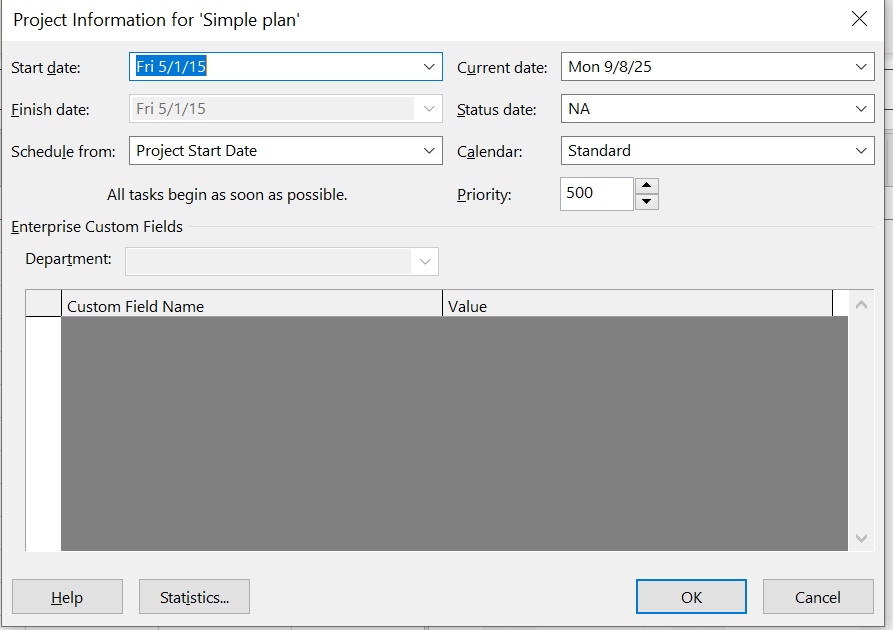 Project Information for 'Simple plan'
Start date: Fri 5/1/15 Current date: Mon 9/8/25
Finish date: Fri 5/1/15 Status date: NA
Schedule from: Project Start Date Calendar: Standard
All tasks begin as soon as possible. Priority: 500
Enterprise Custom Fields
Department:
Custom Field Name Value
Help Statistics... OK Cancel